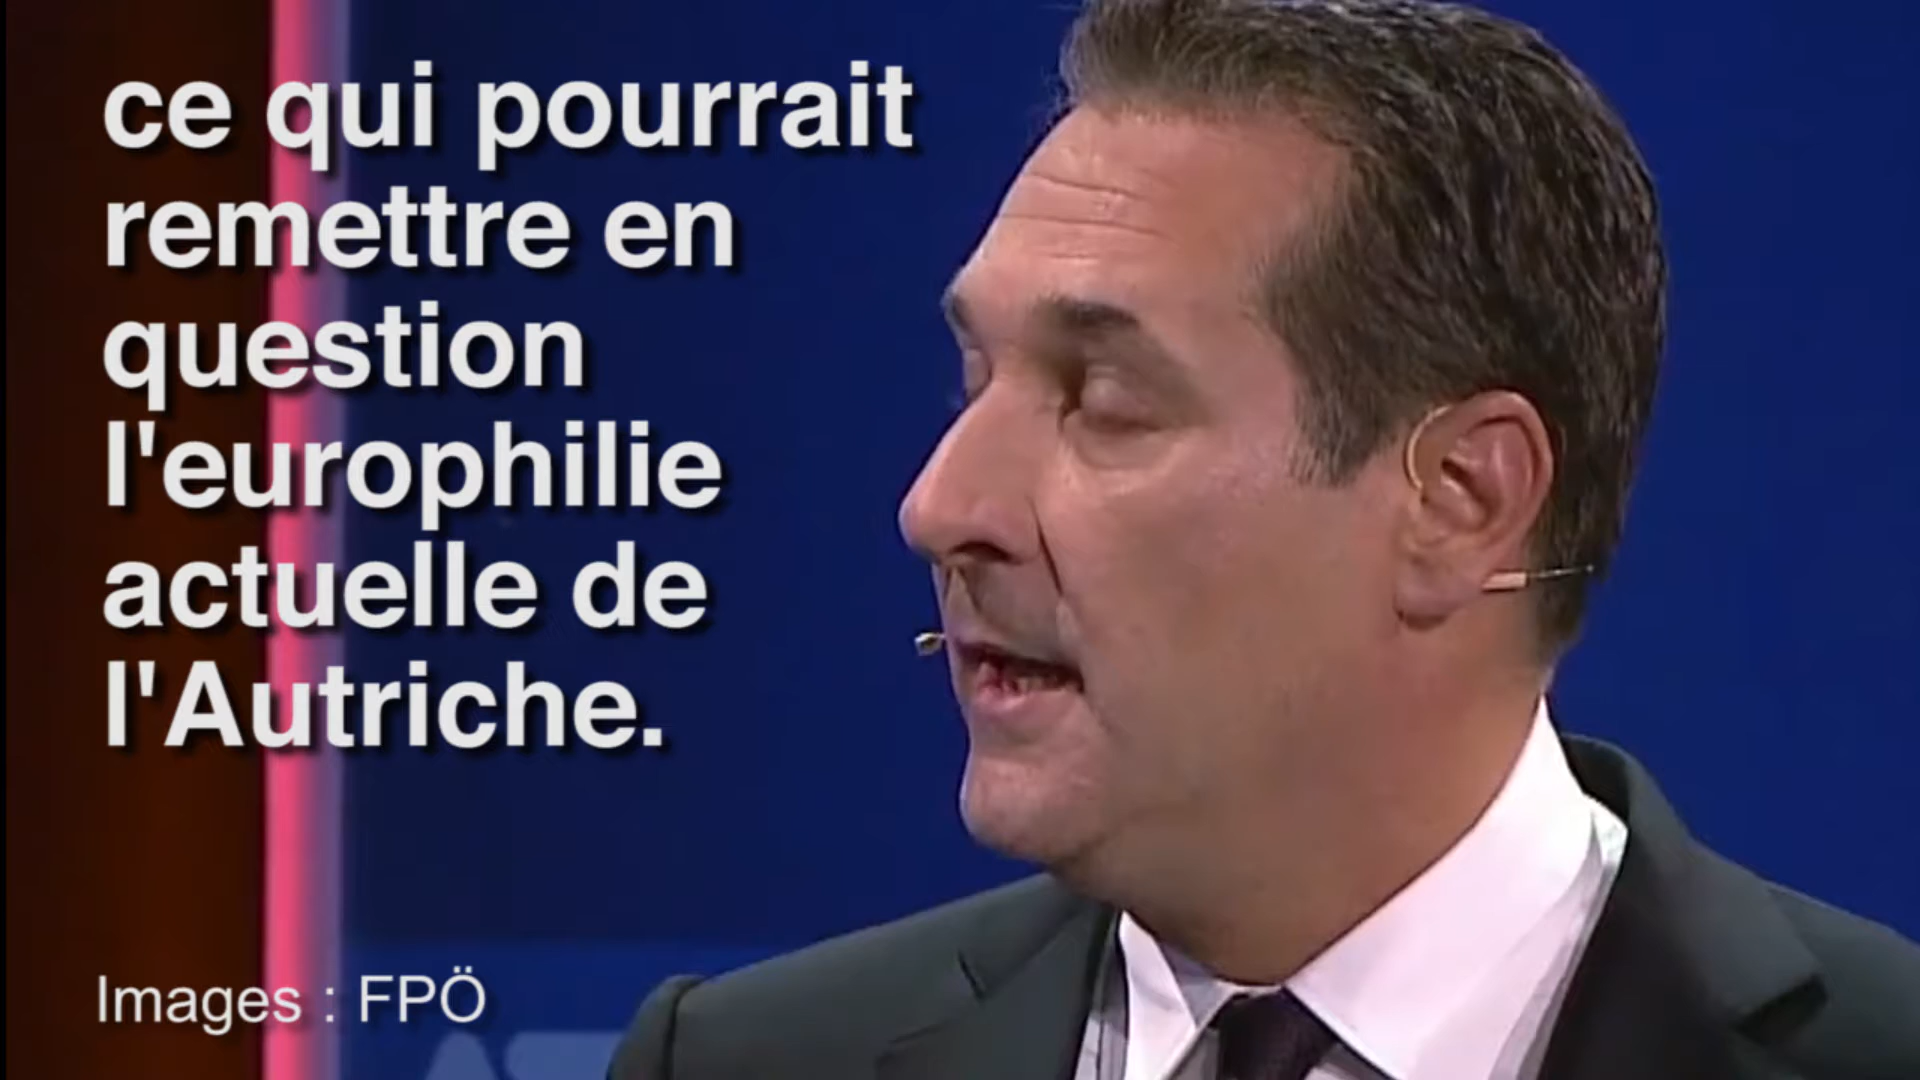 ce qui pourrait
remettre en
question
l'europhilie
actuelle de
l'Autriche.
Images : FPÖ